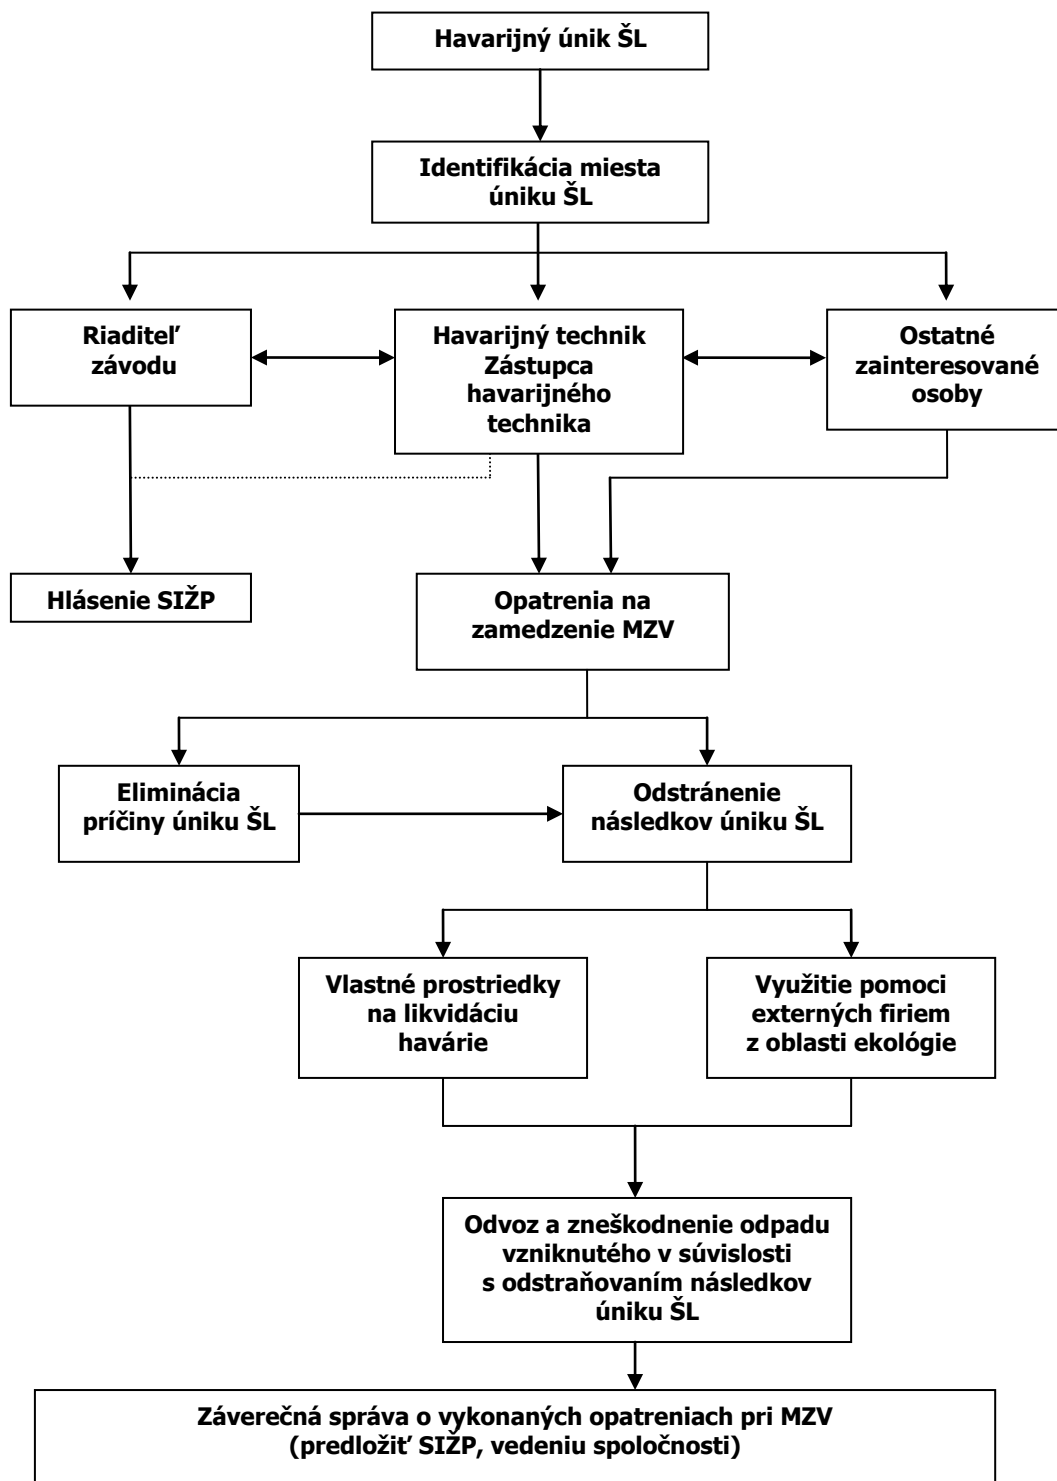 Havarijný únik ŠL
Identifikácia miesta
úniku ŠL
Riaditeľ
závodu
Havarijný technik
Zástupca
havarijného
technika
Ostatné
zainteresované
osoby
Hlásenie SIŽP
Opatrenia na
zamedzenie MZV
Eliminácia
príčiny úniku ŠL
Odstránenie
následkov úniku ŠL
Vlastné prostriedky
na likvidáciu
havárie
Využitie pomoci
externých firiem
z oblasti ekológie
Odvoz a zneškodnenie odpadu
vzniknutého v súvislosti
s odstraňovaním následkov
úniku ŠL
Záverečná správa o vykonaných opatreniach pri MZV
(predložiť SIŽP, vedeniu spoločnosti)